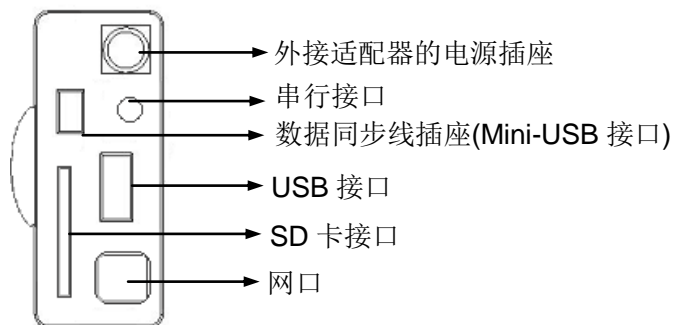 外接适配器的电源插座
串行接口
数据同步线插座(Mini-USB 接口)
USB 接口
SD 卡接口
网口